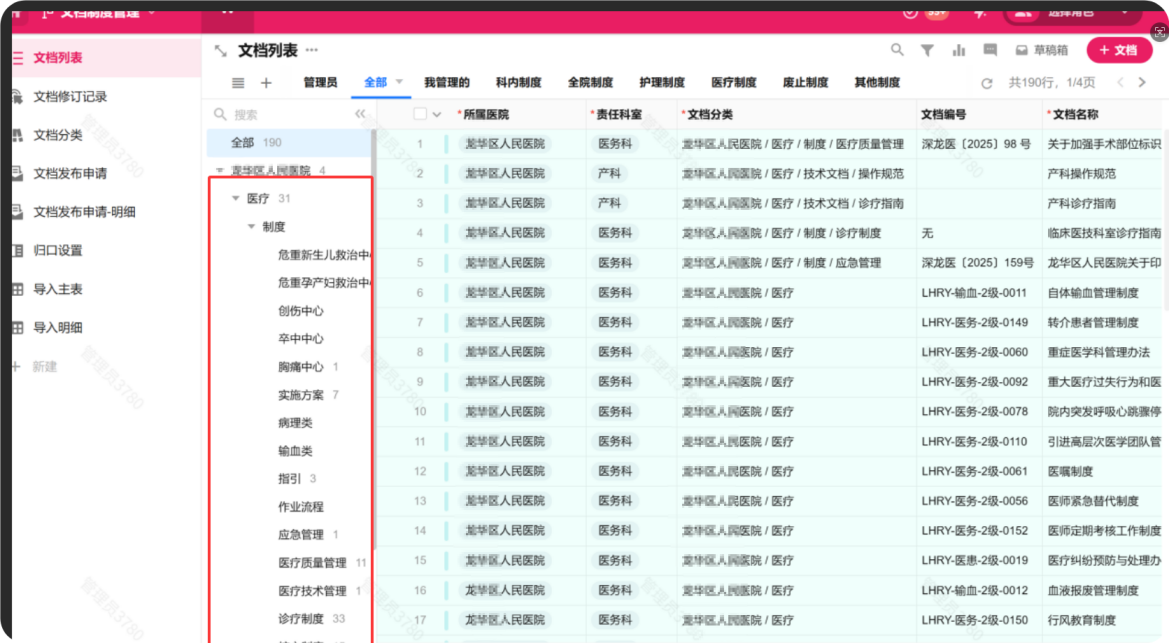 文档制度管理
99+
选择角色
文档列表
文档修订记录
文档分类
文档发布申请
文档发布申请-明细
归口设置
导入主表
导入明细
新建
文档列表
草稿箱
文档
管理员 全部 我管理的 科内制度 全院制度 护理制度 医疗制度 废止制度 其他制度
共190行，1/4页
搜索
全部 190
龙华区人民医院 4
医疗 31
制度
危重新生儿救治中
危重孕产妇救治中
创伤中心
卒中中心
胸痛中心 1
实施方案 7
病理类
输血类
指引 3
作业流程
应急管理 1
医疗质量管理 11
医疗技术管理 1
诊疗制度 33
*所属医院 *责任科室 *文档分类 文档编号 *文档名称
1 龙华区人民医院 医务科 龙华区人民医院 / 医疗 / 制度 / 医疗质量管理 深龙医〔2025〕98 号 关于加强手术部位标识
2 龙华区人民医院 产科 龙华区人民医院 / 医疗 / 技术文档 / 操作规范 产科操作规范
3 龙华区人民医院 产科 龙华区人民医院 / 医疗 / 技术文档 / 诊疗指南 产科诊疗指南
4 龙华区人民医院 医务科 龙华区人民医院 / 医疗 / 制度 / 诊疗制度 无 临床医技科室诊疗指南
5 龙华区人民医院 医务科 龙华区人民医院 / 医疗 / 制度 / 应急管理 深龙医〔2025〕159号 龙华区人民医院关于印
6 龙华区人民医院 医务科 龙华区人民医院 / 医疗 LHRY-输血-2级-0011 自体输血管理制度
7 龙华区人民医院 医务科 龙华区人民医院 / 医疗 LHRY-医务-2级-0149 转介患者管理制度
8 龙华区人民医院 医务科 龙华区人民医院 / 医疗 LHRY-医务-2级-0060 重症医学科管理办法
9 龙华区人民医院 医务科 龙华区人民医院 / 医疗 LHRY-医务-2级-0092 重大医疗过失行为和医
10 龙华区人民医院 医务科 龙华区人民医院 / 医疗 LHRY-医务-2级-0078 院内突发呼吸心跳骤停
11 龙华区人民医院 医务科 龙华区人民医院 / 医疗 LHRY-医务-2级-0110 引进高层次医学团队管
12 龙华区人民医院 医务科 龙华区人民医院 / 医疗 LHRY-医务-2级-0061 医嘱制度
13 龙华区人民医院 医务科 龙华区人民医院 / 医疗 LHRY-医务-2级-0056 医师紧急替代制度
14 龙华区人民医院 医务科 龙华区人民医院 / 医疗 LHRY-医务-2级-0152 医师定期考核工作制度
15 龙华区人民医院 医务科 龙华区人民医院 / 医疗 LHRY-医患-2级-0019 医疗纠纷预防与处理办
16 龙华区人民医院 医务科 龙华区人民医院 / 医疗 LHRY-输血-2级-0012 血液报废管理制度
17 龙华区人民医院 医务科 龙华区人民医院 / 医疗 LHRY-医务-2级-0150 行风教育制度
管理员3780